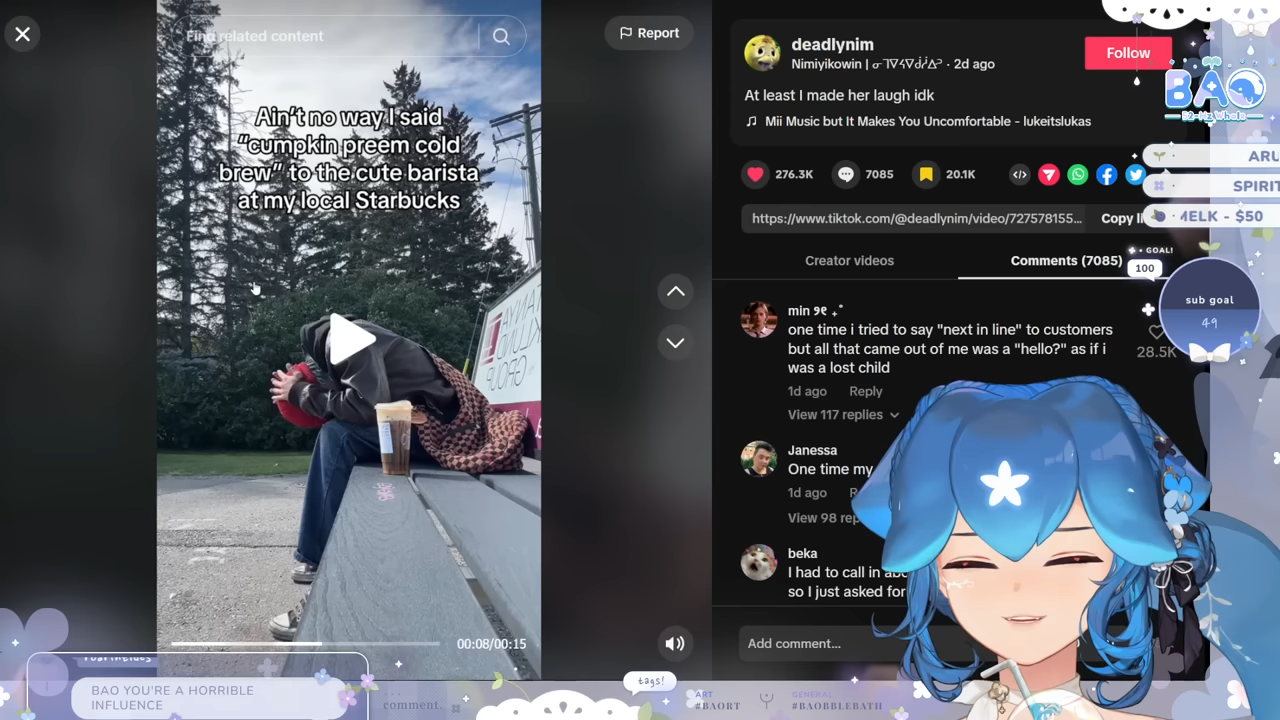 Find related content
Report
Ain't no way I said
"cumpkin preem cold
brew" to the cute barista
at my local Starbucks
00:08/00:15
deadlynim
Follow
At least I made her laugh idk
Mii Music but It Makes You Uncomfortable - lukeitslukas
276.3K
7085
20.1K
https://www.tiktok.com/@deadlynim/video/727578155...
Copy li
Creator videos
Comments (7085)
one time i tried to say "next in line" to customers
but all that came out of me was a "hello?" as if i
was a lost child
28.5K
1d ago
Reply
View 117 replies
Janessa
One time my
1d ago
View 98 rep
beka
I had to call in
so I just asked for
Add comment...
BAO
52-Hz Whale
ARU
SPIRIT
MELK - $50
GOAL!
100
sub goal
49
BAO YOU'RE A HORRIBLE
INFLUENCE
comment.
tags!
ART
#BAORT
GENERAL
#BAOBBLEBATH